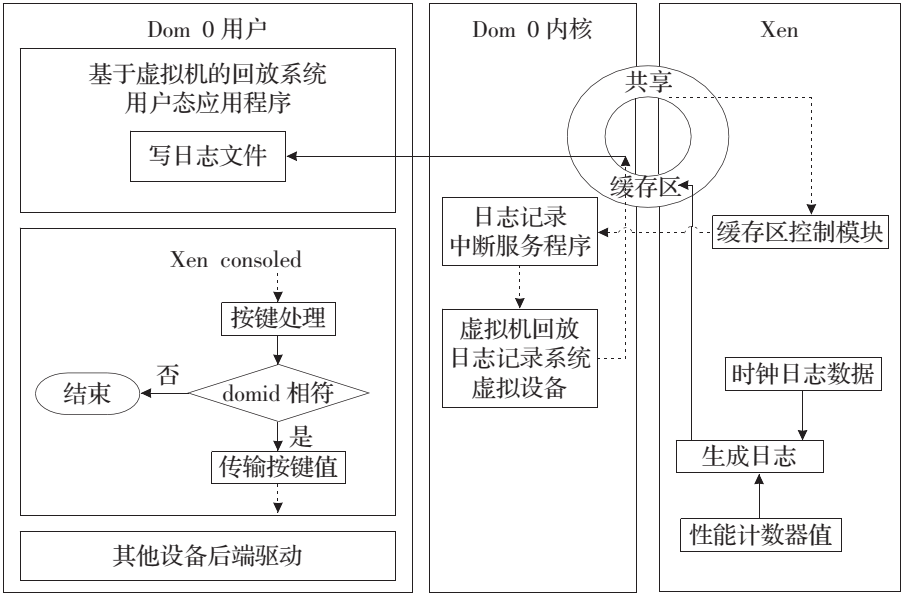 Dom 0 用户
基于虚拟机的回放系统
用户态应用程序
写日志文件
Xen consoled
按键处理
domid 相符
否
结束
是
传输按键值
其他设备后端驱动
Dom 0 内核
共享
缓存区
日志记录
中断服务程序
虚拟机回放
日志记录系统
虚拟设备
Xen
缓存区控制模块
时钟日志数据
生成日志
性能计数器值